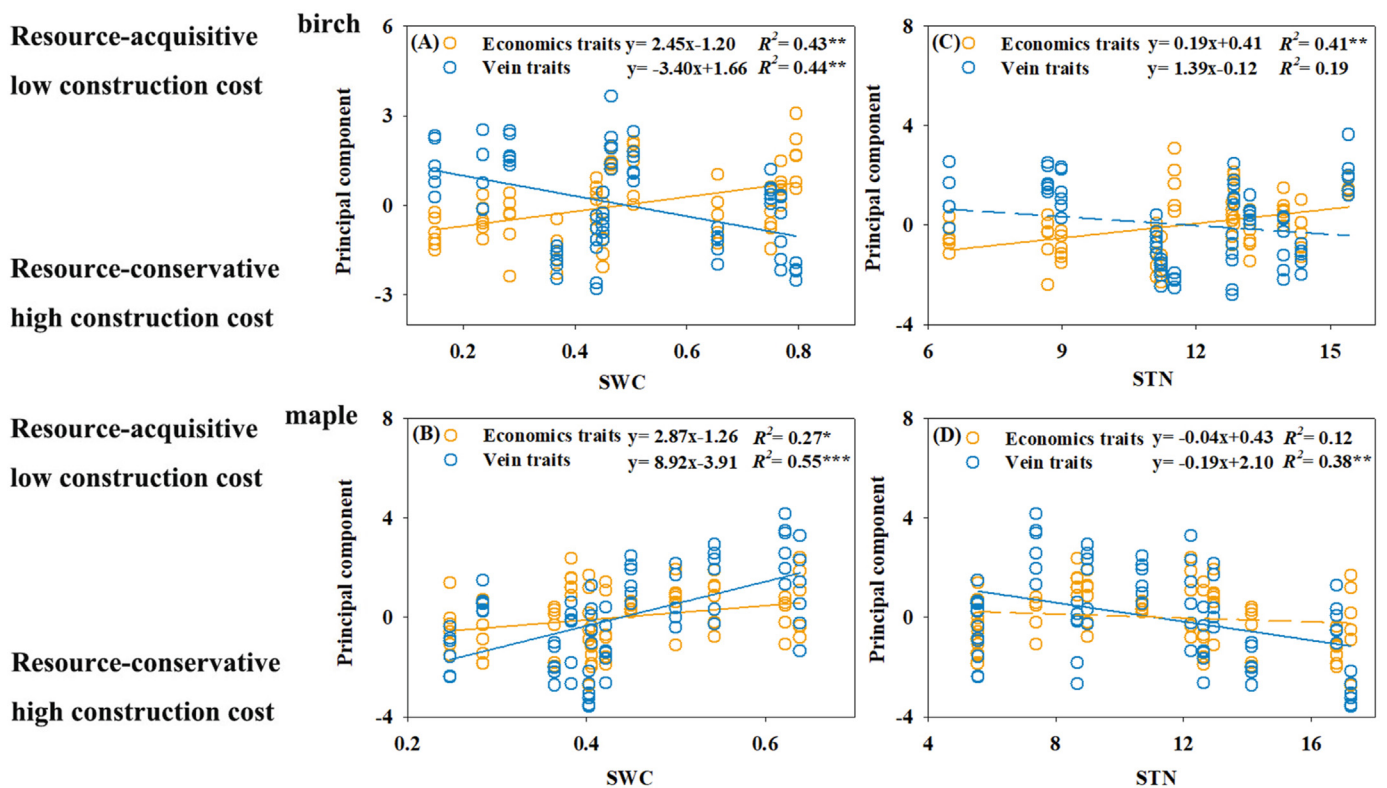 birch
Resource-acquisitive
low construction cost
Resource-conservative
high construction cost
Principal component
6
3
0
-3
(A) Economics traits y= 2.45x-1.20 R²= 0.43**
Vein traits y= -3.40x+1.66 R²= 0.44**
0.2 0.4 0.6 0.8
SWC
Principal component
8
4
0
-4
(C) Economics traits y= 0.19x+0.41 R²= 0.41**
Vein traits y= 1.39x-0.12 R²= 0.19
6 9 12 15
STN
maple
Resource-acquisitive
low construction cost
Resource-conservative
high construction cost
Principal component
8
4
0
-4
(B) Economics traits y= 2.87x-1.26 R²= 0.27*
Vein traits y= 8.92x-3.91 R²= 0.55***
0.2 0.4 0.6
SWC
Principal component
8
4
0
-4
(D) Economics traits y= -0.04x+0.43 R²= 0.12
Vein traits y= -0.19x+2.10 R²= 0.38**
4 8 12 16
STN